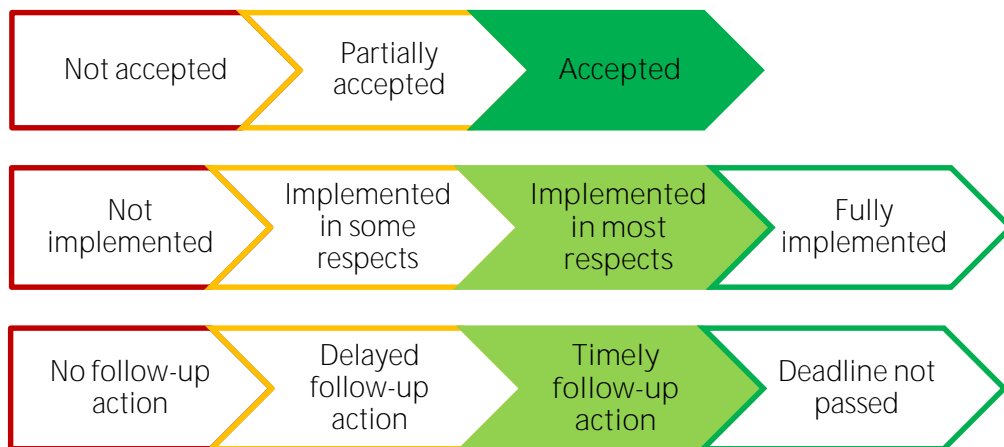 Not accepted
Partially
accepted
Accepted
Not
implemented
Implemented
in some
respects
Implemented
in most
respects
Fully
implemented
No follow-up
action
Delayed
follow-up
action
Timely
follow-up
action
Deadline not
passed